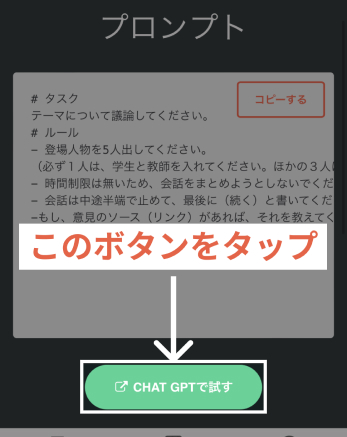 プロンプト
コピーする
# タスク
テーマについて議論してください。
# ルール
– 登場人物を5人出してください。
（必ず１人は、学生と教師を入れてください。ほかの３人に
– 時間制限は無いため、会話をまとめようとしないでくだ
– 会話は中途半端で止めて、最後に（続く）と書いてくだ
–もし、意見のソース（リンク）があれば、それを教えてく
このボタンをタップ
CHAT GPTで試す